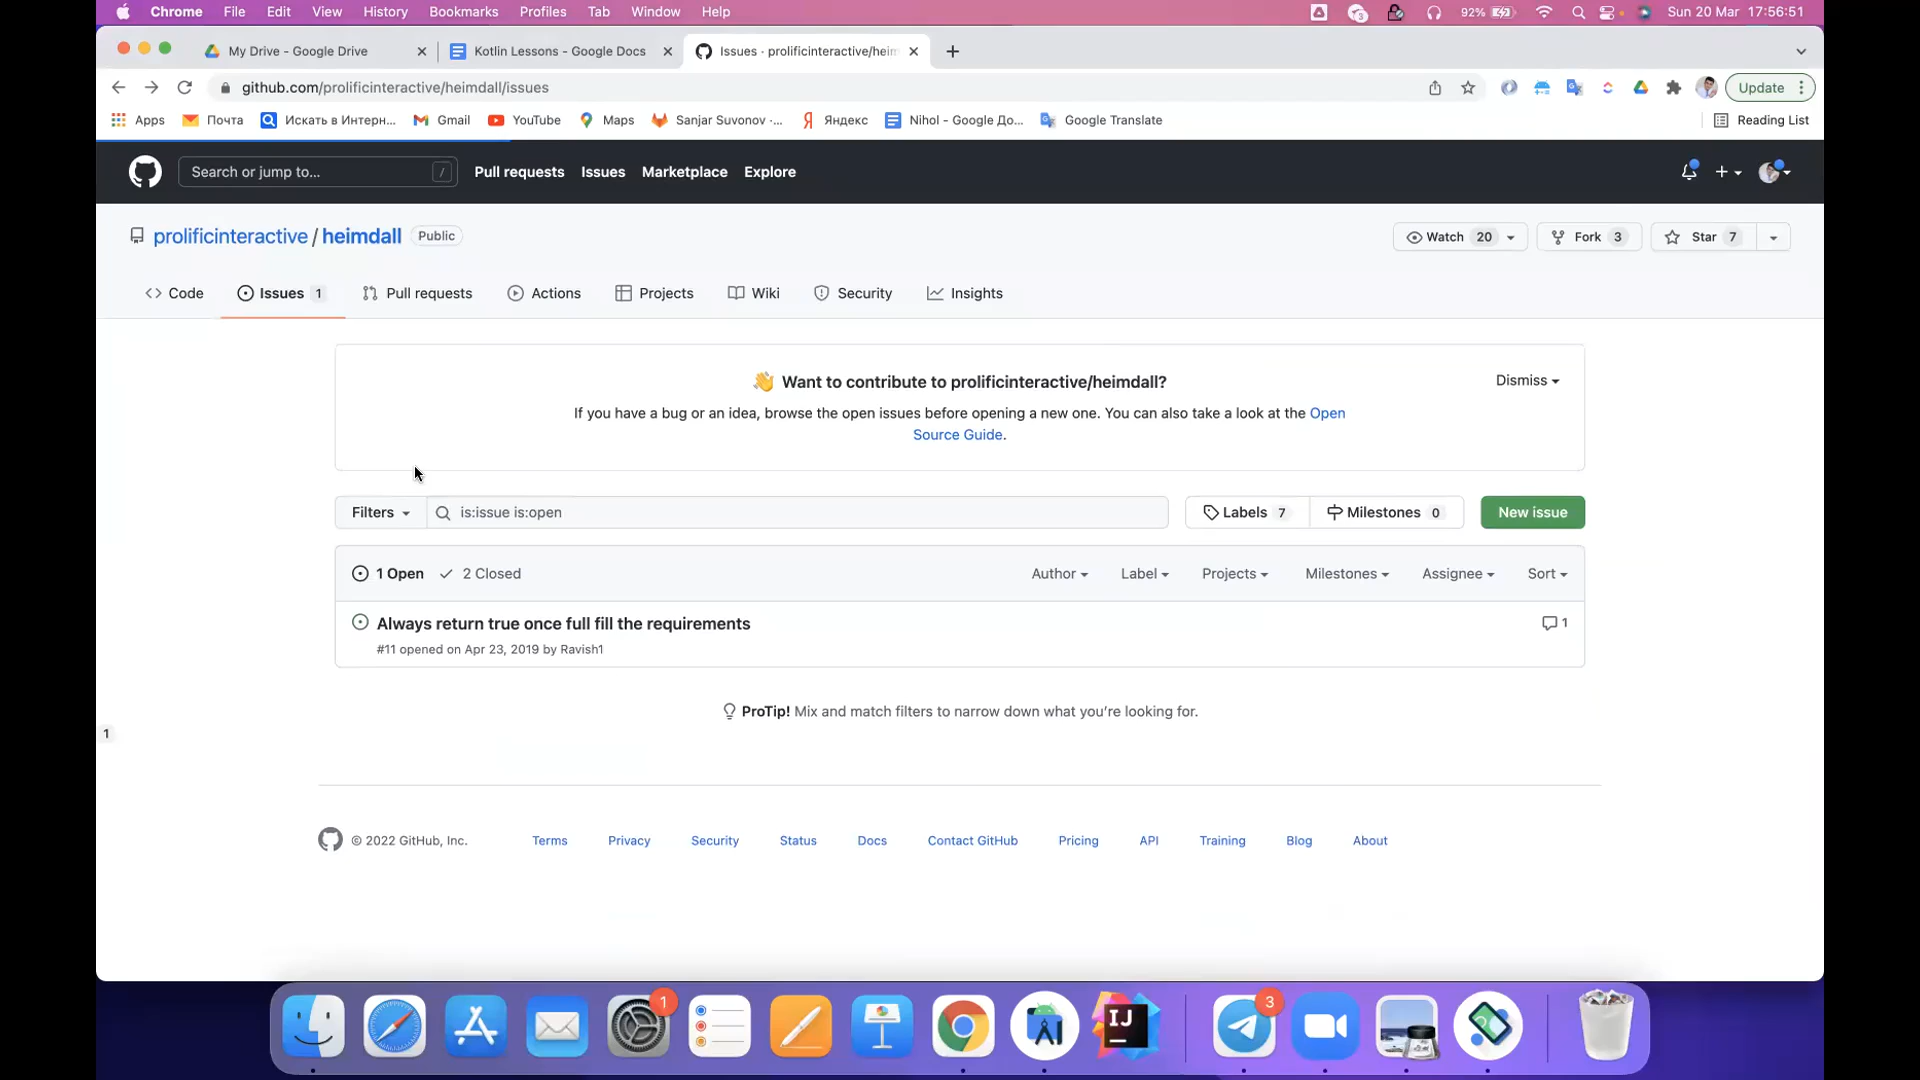 Chrome File Edit View History Bookmarks Profiles Tab Window Help 3 92% Sun 20 Mar 17:56:51
My Drive - Google Drive Kotlin Lessons - Google Docs Issues · prolificinteractive/heim
github.com/prolificinteractive/heimdall/issues Update
Apps Почта Искать в Интерн... Gmail YouTube Maps Sanjar Suvonov -... Яндекс Nihol - Google До... Google Translate Reading List
Search or jump to... / Pull requests Issues Marketplace Explore
prolificinteractive / heimdall Public Watch 20 Fork 3 Star 7
Code Issues 1 Pull requests Actions Projects Wiki Security Insights
👋 Want to contribute to prolificinteractive/heimdall? Dismiss
If you have a bug or an idea, browse the open issues before opening a new one. You can also take a look at the Open
Source Guide.
Filters is:issue is:open Labels 7 Milestones 0 New issue
1 Open 2 Closed Author Label Projects Milestones Assignee Sort
Always return true once full fill the requirements 1
#11 opened on Apr 23, 2019 by Ravish1
ProTip! Mix and match filters to narrow down what you're looking for.
1
© 2022 GitHub, Inc. Terms Privacy Security Status Docs Contact GitHub Pricing API Training Blog About
1 IJ 3